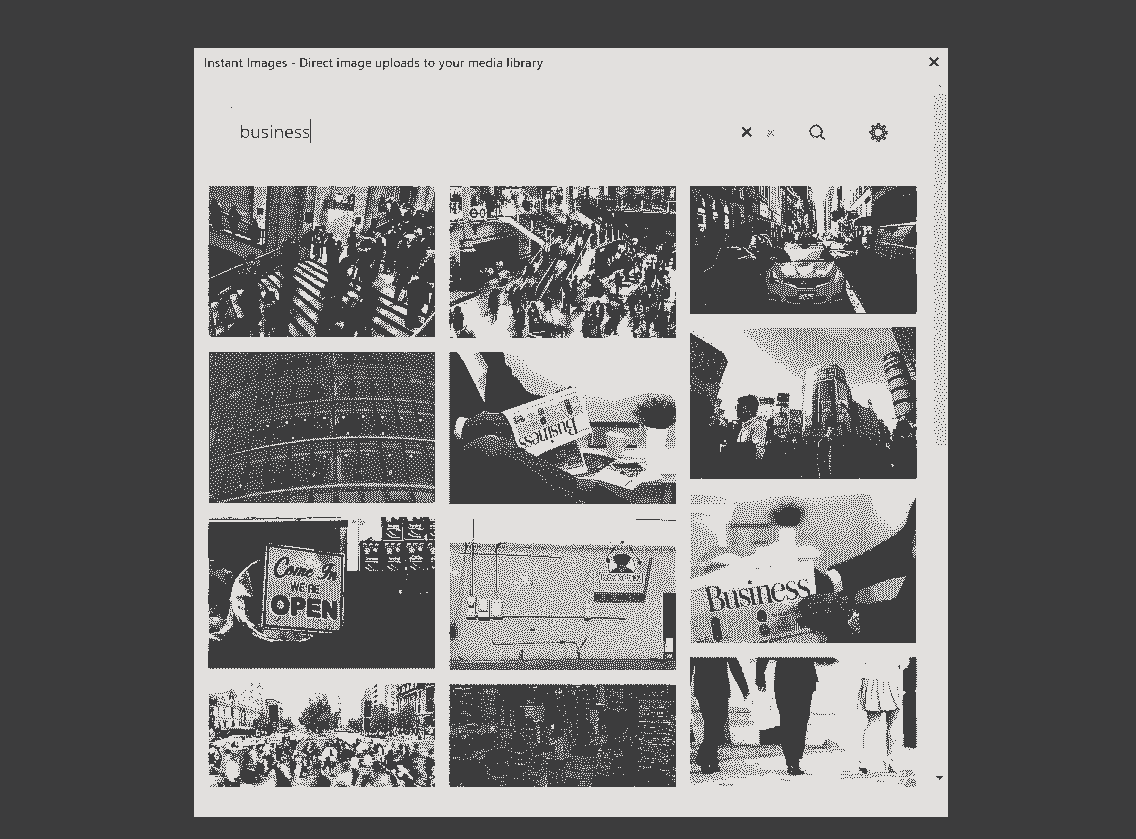 Instant Images - Direct image uploads to your media library
business
Business
Come In
WE'RE
OPEN
Business